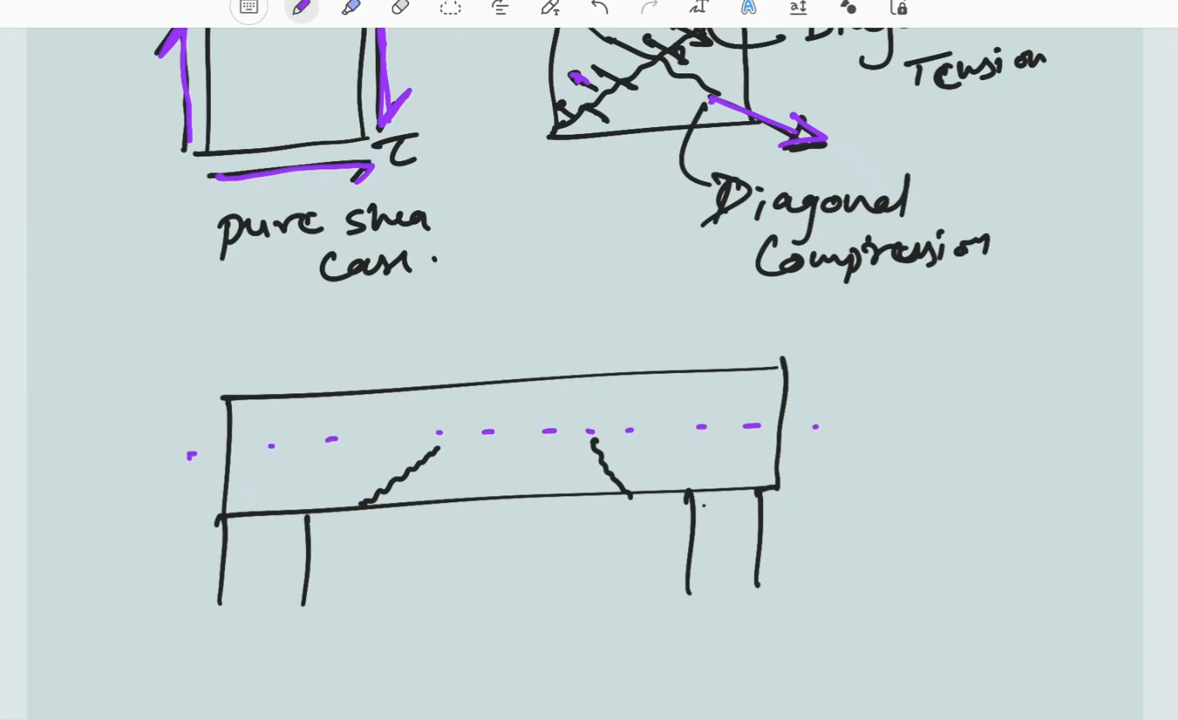 Tension
τ
pure shea
Case.
Diagonal
Compression